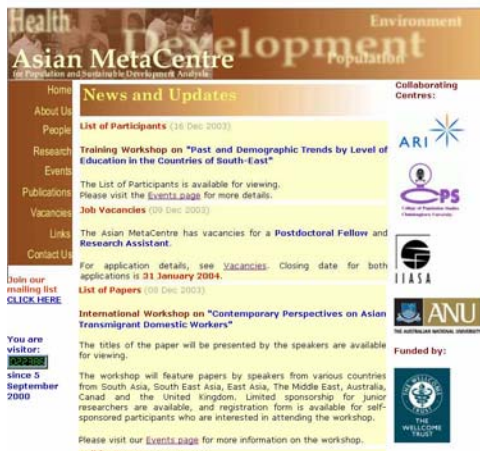 Health
Environment
Development
Population
Asian MetaCentre
for Population and Sustainable Development Analysis
Home
About Us
People
Research
Events
Publications
Vacancies
Links
Contact Us
Join our
mailing list
CLICK HERE
You are
visitor:
since 5
September
2000
News and Updates
List of Participants (16 Dec 2003)
Training Workshop on "Past and Demographic Trends by Level of
Education in the Countries of South-East"
The List of Participants is available for viewing.
Please visit the Events page for more details.
Job Vacancies (09 Dec 2003)
The Asian MetaCentre has vacancies for a Postdoctoral Fellow and
Research Assistant.
For application details, see Vacancies. Closing date for both
applications is 31 January 2004.
List of Papers (08 Dec 2003)
International Workshop on "Contemporary Perspectives on Asian
Transmigrant Domestic Workers"
The titles of the paper will be presented by the speakers are available
for viewing.
The workshop will feature papers by speakers from various countries
from South Asia, South East Asia, East Asia, The Middle East, Australia,
Canad and the United Kingdom. Limited sponsorship for junior
researchers are available, and registration form is available for self-
sponsored participants who are interested in attending the workshop.
Please visit our Events page for more information on the workshop.
Collaborating
Centres:
ARI
CPS
College of Population Studies
Chulalongkorn University
IIASA
ANU
THE AUSTRALIAN NATIONAL UNIVERSITY
Funded by:
THE
WELLCOME
TRUST